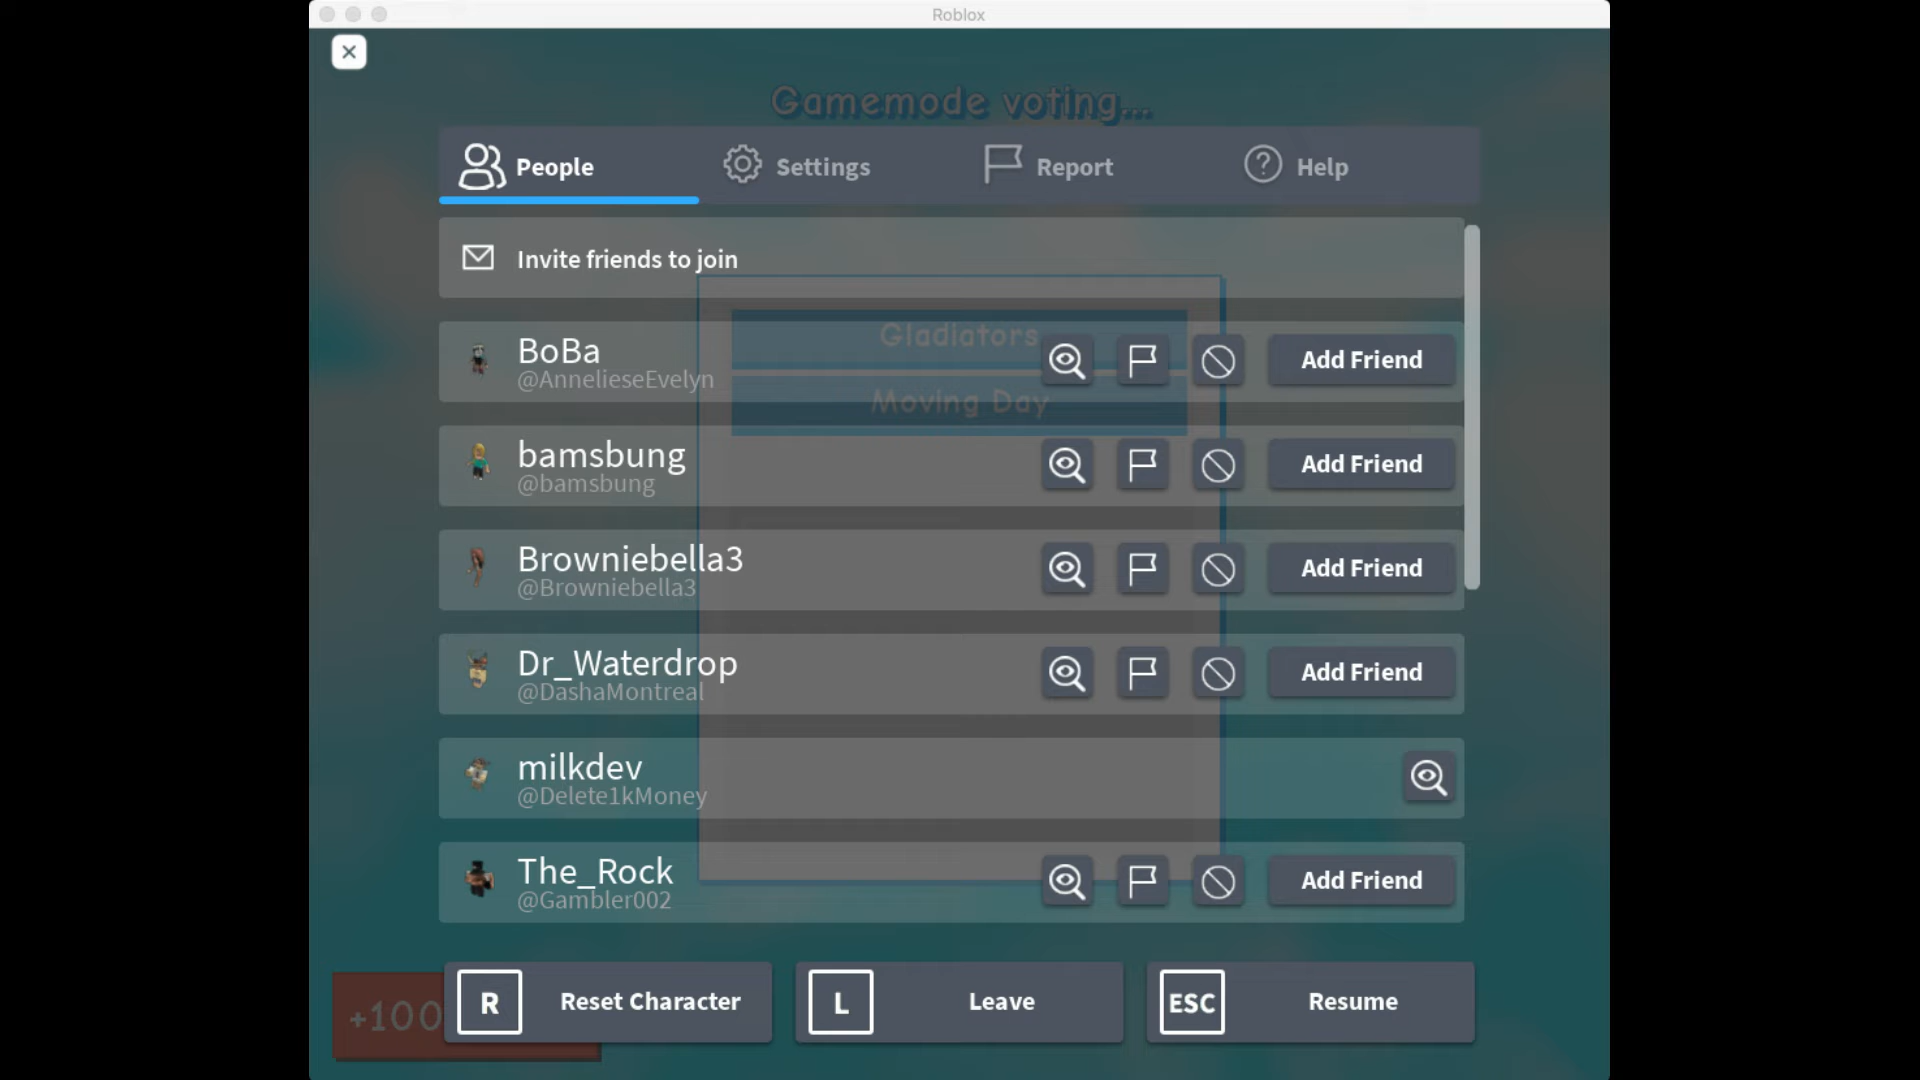 Roblox
Gamemode voting...
People
Settings
Report
Help
Invite friends to join
Gladiators
Moving Day
BoBa
@AnnelieseEvelyn
Add Friend
bamsbung
@bamsbung
Add Friend
Browniebella3
@Browniebella3
Add Friend
Dr_Waterdrop
@DashaMontreal
Add Friend
milkdev
@Delete1kMoney
The_Rock
@Gambler002
Add Friend
+100
R Reset Character
L Leave
ESC Resume